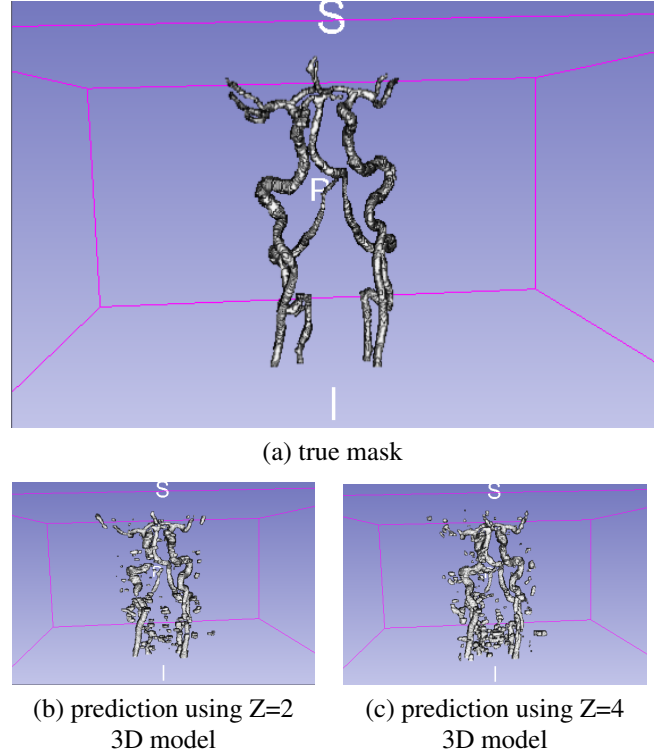 S
P
I
(a) true mask
S
I
S
I
(b) prediction using Z=2
3D model
(c) prediction using Z=4
3D model